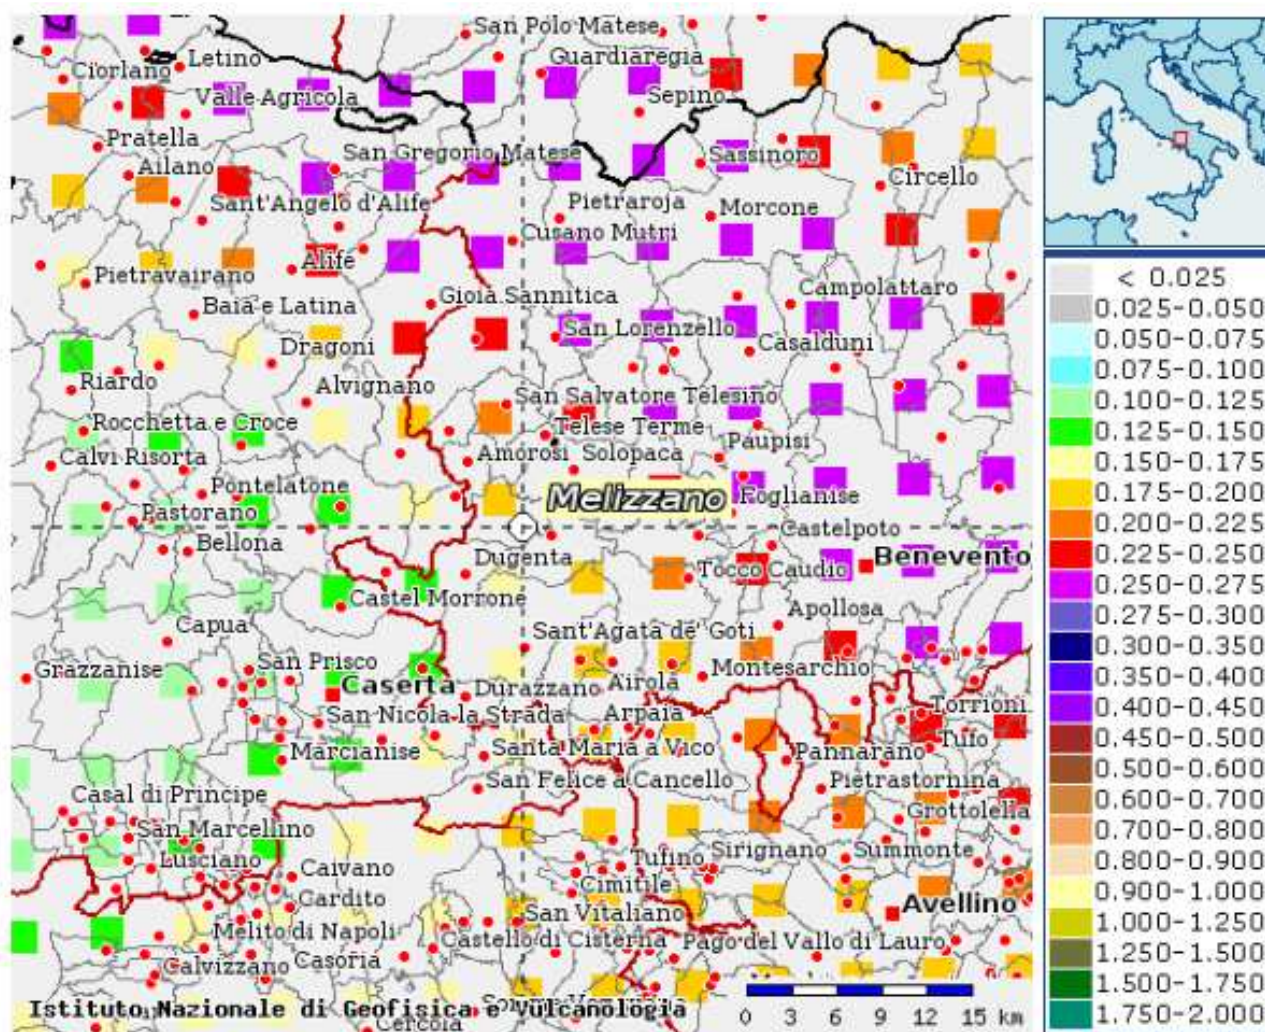 San Polo Matese
Letino
Guardiaregia
Ciorlano
Valle Agricola
Sepino
Pratella
San Gregorio Matese
Sassinoro
Ailano
Circello
Sant'Angelo d'Alife
Pietraroja
Morcone
Cusano Mutri
Alife
Pietravairano
Campolattaro
Baia e Latina
Gioia Sannitica
San Lorenzello
Casalduni
Dragoni
Riardo
Alvignano
San Salvatore Telesino
Rocchetta e Croce
Telese Terme
Paupisi
Calvi Risorta
Amorosi
Solopaca
Pontelatone
Melizzano
Foglianise
Pastorano
Castelpoto
Bellona
Dugenta
Benevento
Tocco Caudio
Castel Morrone
Apollosa
Capua
Sant'Agata de' Goti
Grazzanise
San Prisco
Montesarchio
Caserta
Durazzano
Airola
San Nicola la Strada
Arpaia
Torrioni
Marcianise
Santa Maria a Vico
Pannarano
Tufo
San Felice a Cancello
Pietrastornina
Casal di Principe
Grottolella
San Marcellino
Lusciano
Caivano
Tufino
Sirignano
Summonte
Cardito
Cimitile
Avellino
San Vitaliano
Melito di Napoli
Castello di Cisterna
Pago del Vallo di Lauro
Calvizzano
Casoria
Istituto Nazionale di Geofisica e Vulcanologia
Cercola
0 3 6 9 12 15 km
< 0.025
0.025-0.050
0.050-0.075
0.075-0.100
0.100-0.125
0.125-0.150
0.150-0.175
0.175-0.200
0.200-0.225
0.225-0.250
0.250-0.275
0.275-0.300
0.300-0.350
0.350-0.400
0.400-0.450
0.450-0.500
0.500-0.600
0.600-0.700
0.700-0.800
0.800-0.900
0.900-1.000
1.000-1.250
1.250-1.500
1.500-1.750
1.750-2.000